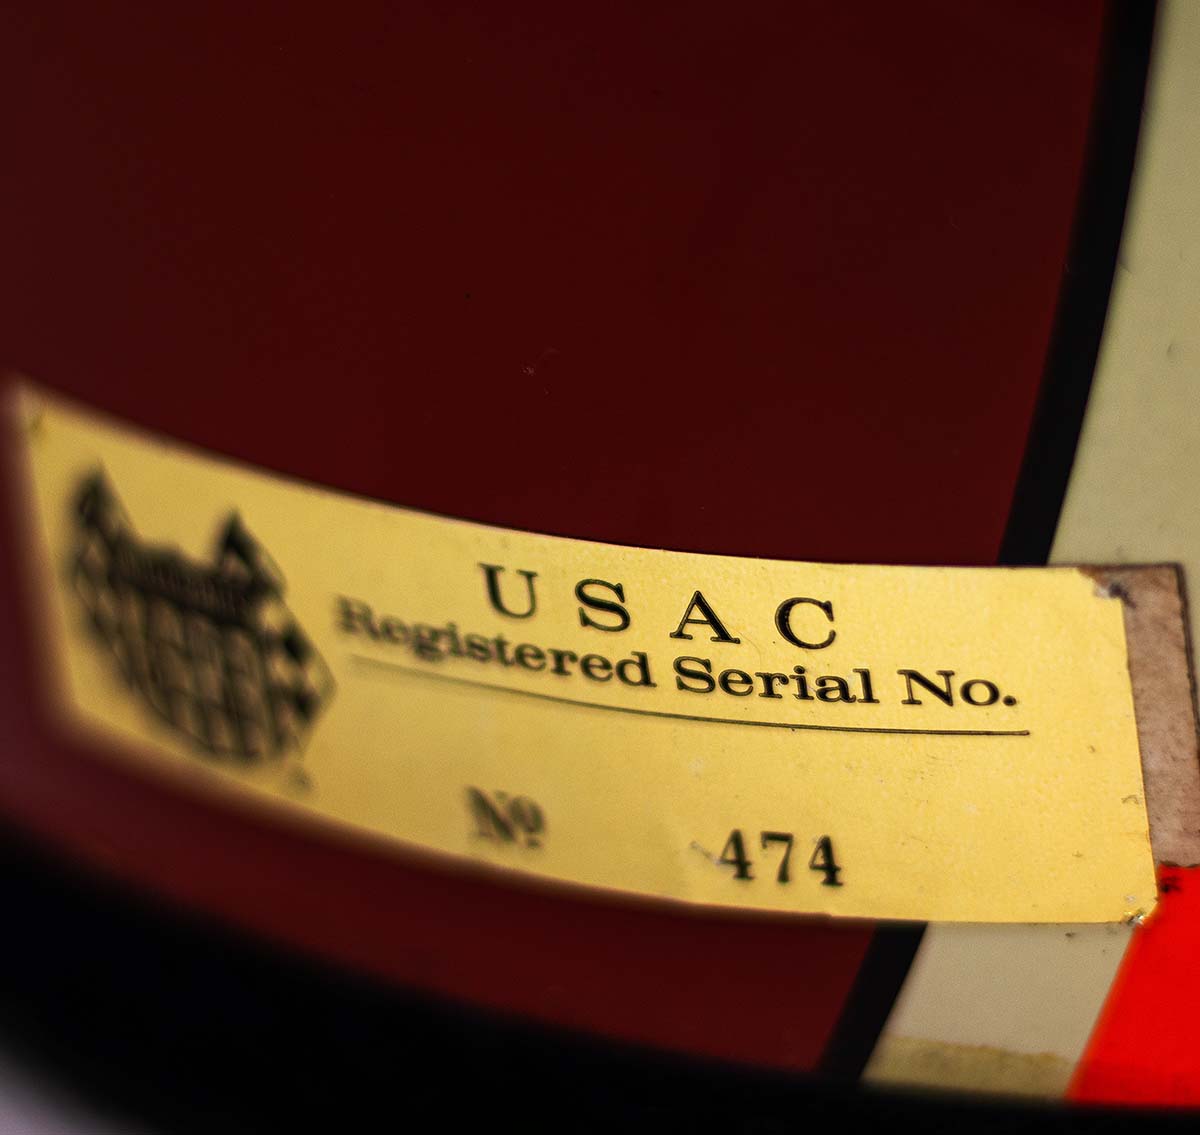 USAC
Registered Serial No.
No 474